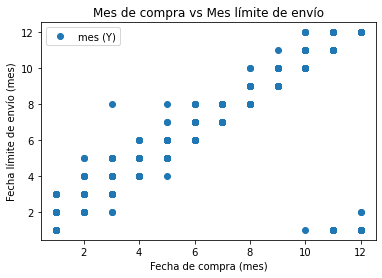 Mes de compra vs Mes límite de envío
mes (Y)
Fecha límite de envío (mes)
12
10
8
6
4
2
2 4 6 8 10 12
Fecha de compra (mes)